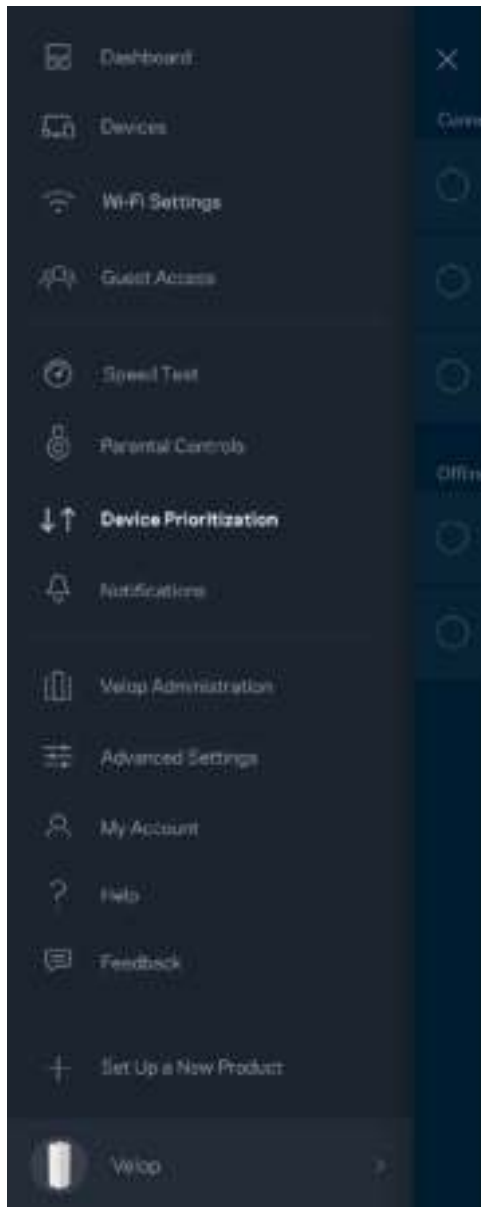 Dashboard
Devices
Wi-Fi Settings
Guest Access
Speed Test
Parental Controls
Device Prioritization
Notifications
Velop Administration
Advanced Settings
My Account
? Help
Feedback
Set Up a New Product
Velop